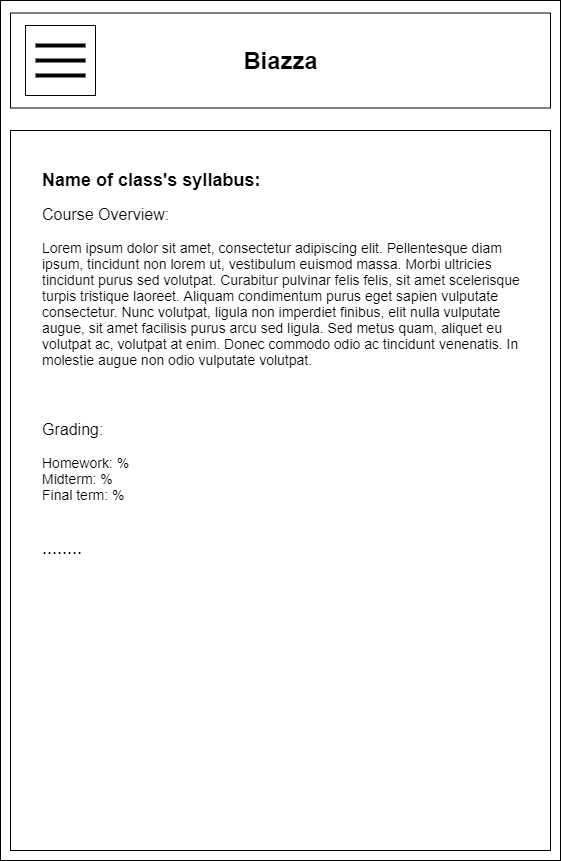 Biazza
Name of class's syllabus:
Course Overview:
Lorem ipsum dolor sit amet, consectetur adipiscing elit. Pellentesque diam
ipsum, tincidunt non lorem ut, vestibulum euismod massa. Morbi ultricies
tincidunt purus sed volutpat. Curabitur pulvinar felis felis, sit amet scelerisque
turpis tristique laoreet. Aliquam condimentum purus eget sapien vulputate
consectetur. Nunc volutpat, ligula non imperdiet finibus, elit nulla vulputate
augue, sit amet facilisis purus arcu sed ligula. Sed metus quam, aliquet eu
volutpat ac, volutpat at enim. Donec commodo odio ac tincidunt venenatis. In
molestie augue non odio vulputate volutpat.
Grading:
Homework: %
Midterm: %
Final term: %
........